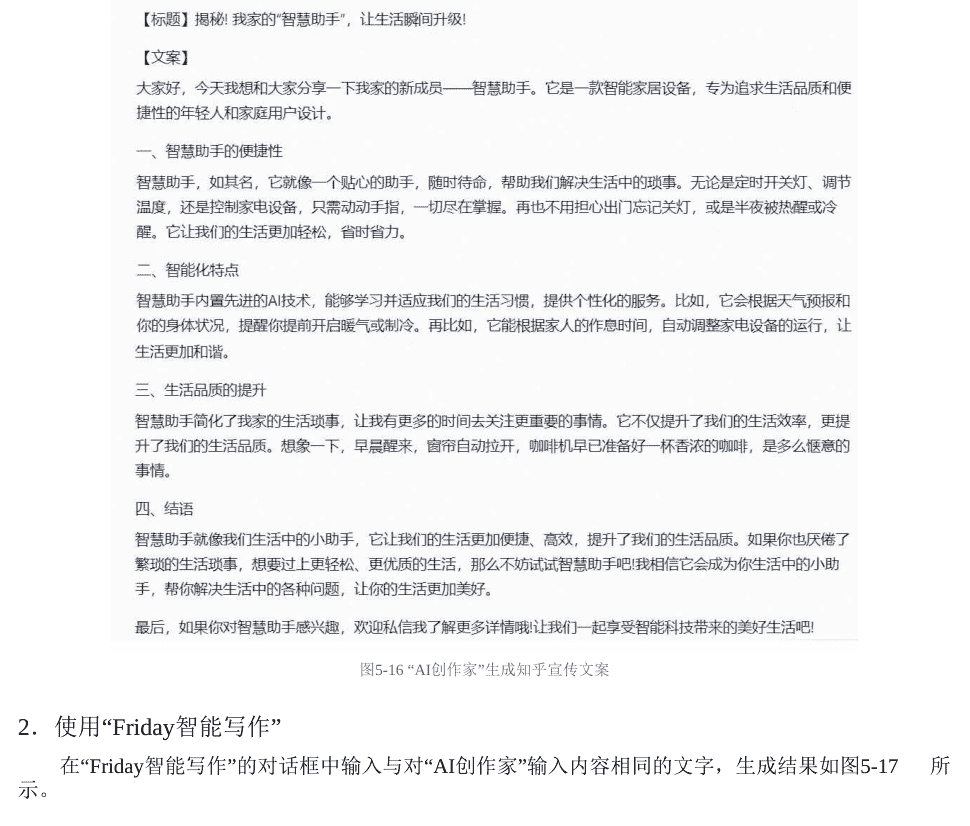 【标题】揭秘! 我家的“智慧助手”，让生活瞬间升级!
【文案】
大家好，今天我想和大家分享一下我家的新成员——智慧助手。它是一款智能家居设备，专为追求生活品质和便
捷性的年轻人和家庭用户设计。
一、智慧助手的便捷性
智慧助手，如其名，它就像一个贴心的助手，随时待命，帮助我们解决生活中的琐事。无论是定时开关灯、调节
温度，还是控制家电设备，只需动动手指，一切尽在掌握。再也不用担心出门忘记关灯，或是半夜被热醒或冷
醒。它让我们的生活更加轻松，省时省力。
二、智能化特点
智慧助手内置先进的AI技术，能够学习并适应我们的生活习惯，提供个性化的服务。比如，它会根据天气预报和
你的身体状况，提醒你提前开启暖气或制冷。再比如，它能根据家人的作息时间，自动调整家电设备的运行，让
生活更加和谐。
三、生活品质的提升
智慧助手简化了我家的生活琐事，让我有更多的时间去关注更重要的事情。它不仅提升了我们的生活效率，更提
升了我们的生活品质。想象一下，早晨醒来，窗帘自动拉开，咖啡机早已准备好一杯香浓的咖啡，是多么惬意的
事情。
四、结语
智慧助手就像我们生活中的小助手，它让我们的生活更加便捷、高效，提升了我们的生活品质。如果你也厌倦了
繁琐的生活琐事，想要过上更轻松、更优质的生活，那么不妨试试智慧助手吧!我相信它会成为你生活中的小助
手，帮你解决生活中的各种问题，让你的生活更加美好。
最后，如果你对智慧助手感兴趣，欢迎私信我了解更多详情哦!让我们一起享受智能科技带来的美好生活吧!
图5-16 “AI创作家”生成知乎宣传文案
2．使用“Friday智能写作”
在“Friday智能写作”的对话框中输入与对“AI创作家”输入内容相同的文字，生成结果如图5-17 所
示。